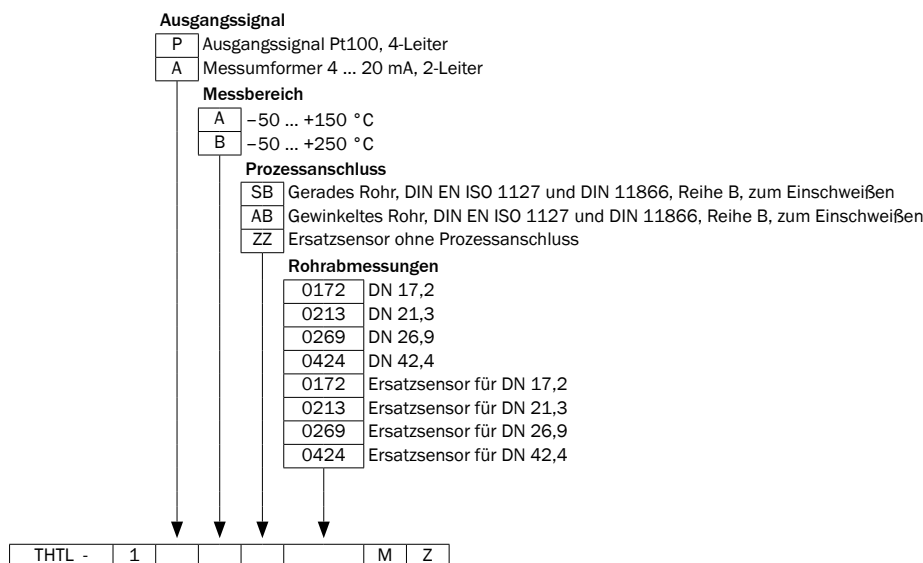 Ausgangssignal
P Ausgangssignal Pt100, 4-Leiter
A Messumformer 4 ... 20 mA, 2-Leiter
Messbereich
A −50 ... +150 °C
B −50 ... +250 °C
Prozessanschluss
SB Gerades Rohr, DIN EN ISO 1127 und DIN 11866, Reihe B, zum Einschweißen
AB Gewinkeltes Rohr, DIN EN ISO 1127 und DIN 11866, Reihe B, zum Einschweißen
ZZ Ersatzsensor ohne Prozessanschluss
Rohrabmessungen
0172 DN 17,2
0213 DN 21,3
0269 DN 26,9
0424 DN 42,4
0172 Ersatzsensor für DN 17,2
0213 Ersatzsensor für DN 21,3
0269 Ersatzsensor für DN 26,9
0424 Ersatzsensor für DN 42,4
THTL - 1 M Z